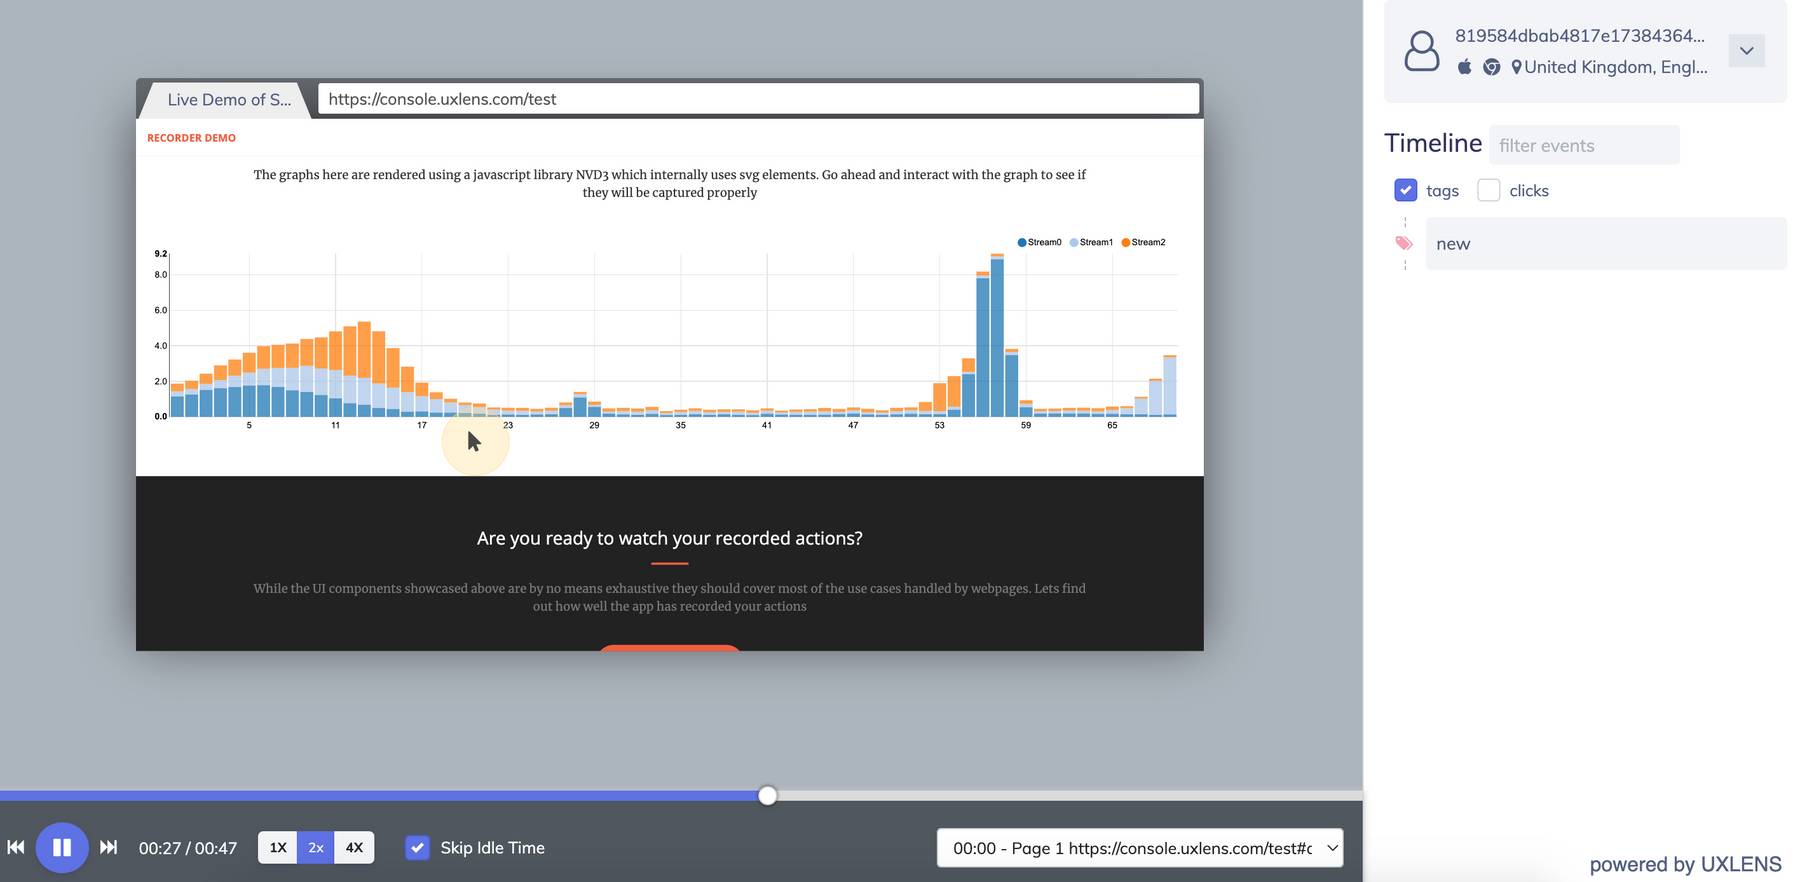 Live Demo of S...
https://console.uxlens.com/test
RECORDER DEMO
The graphs here are rendered using a javascript library NVD3 which internally uses svg elements. Go ahead and interact with the graph to see if
they will be captured properly
Stream0 Stream1 Stream2
9.2
8.0
6.0
4.0
2.0
0.0
5 11 17 23 29 35 41 47 53 59 65
Are you ready to watch your recorded actions?
While the UI components showcased above are by no means exhaustive they should cover most of the use cases handled by webpages. Lets find
out how well the app has recorded your actions
00:27 / 00:47
1X 2x 4X
Skip Idle Time
00:00 - Page 1 https://console.uxlens.com/test#c
819584dbab4817e17384364...
United Kingdom, Engl...
Timeline
filter events
tags clicks
new
powered by UXLENS